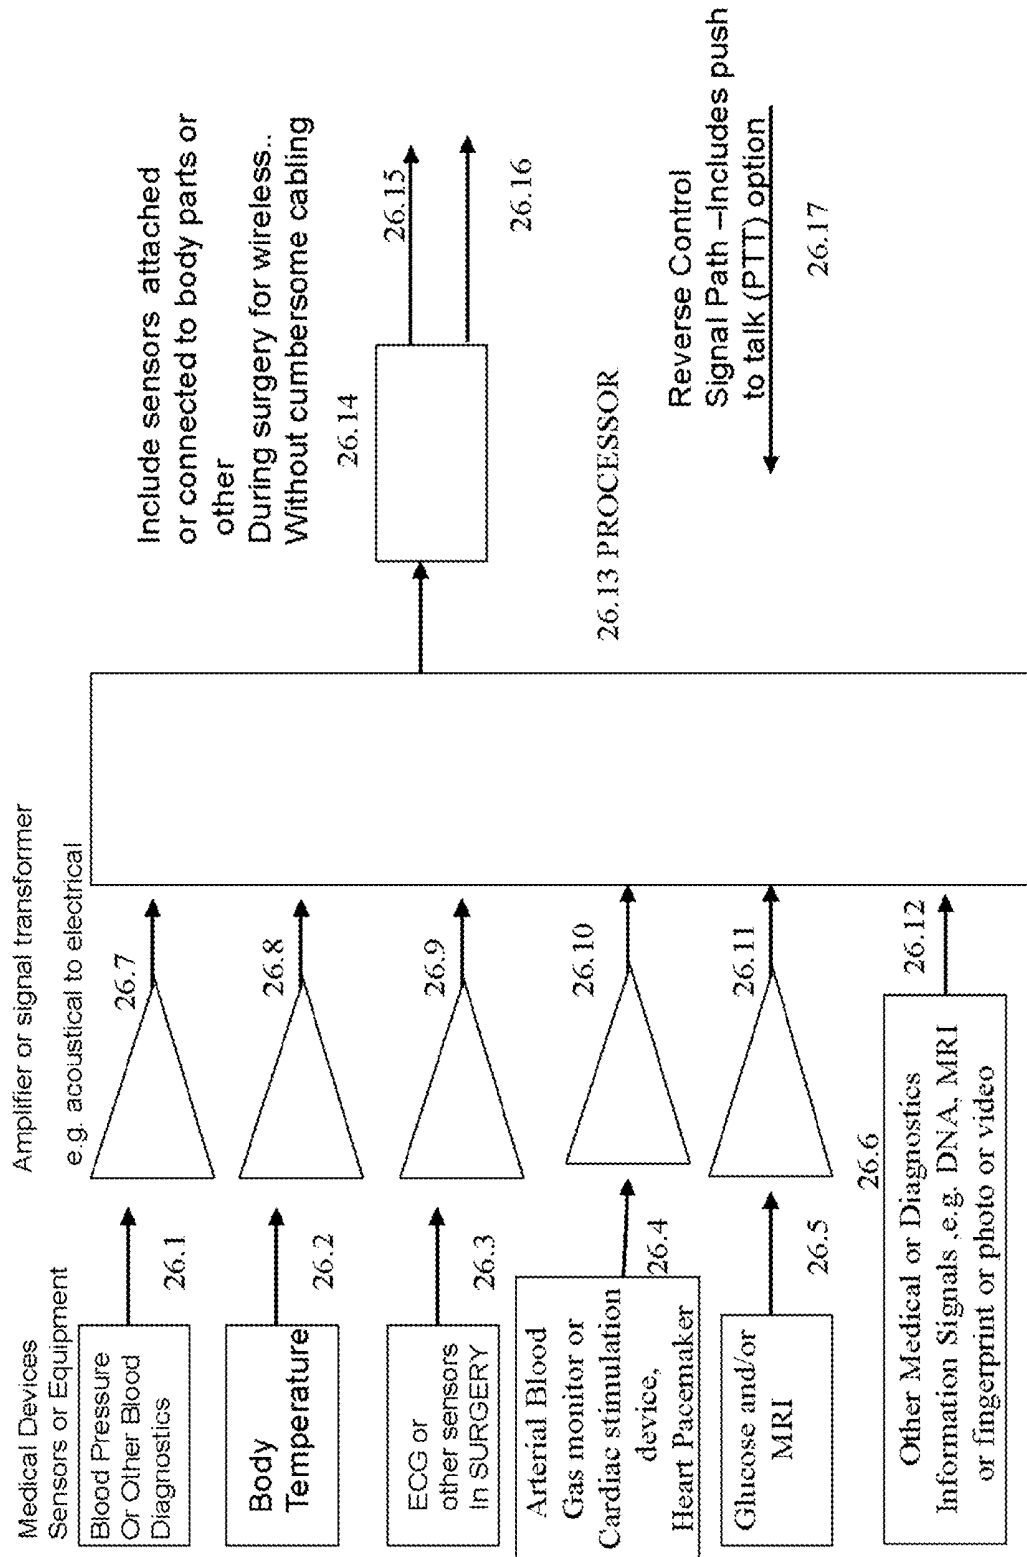 Medical Devices
Sensors or Equipment
Amplifier or signal transformer
e.g. acoustical to electrical
Blood Pressure
Or Other Blood
Diagnostics
26.1
26.7
Body
Temperature
26.2
26.8
ECG or
other sensors
In SURGERY
26.3
26.9
Arterial Blood
Gas monitor or
Cardiac stimulation
device,
Heart Pacemaker
26.4
26.10
Glucose and/or
MRI
26.5
26.11
26.6
Other Medical or Diagnostics
Information Signals ,e.g. DNA, MRI
or fingerprint or photo or video
26.12
Include sensors attached
or connected to body parts or
other
During surgery for wireless..
Without cumbersome cabling
26.14
26.15
26.16
26.13 PROCESSOR
Reverse Control
Signal Path –Includes push
to talk (PTT) option
26.17